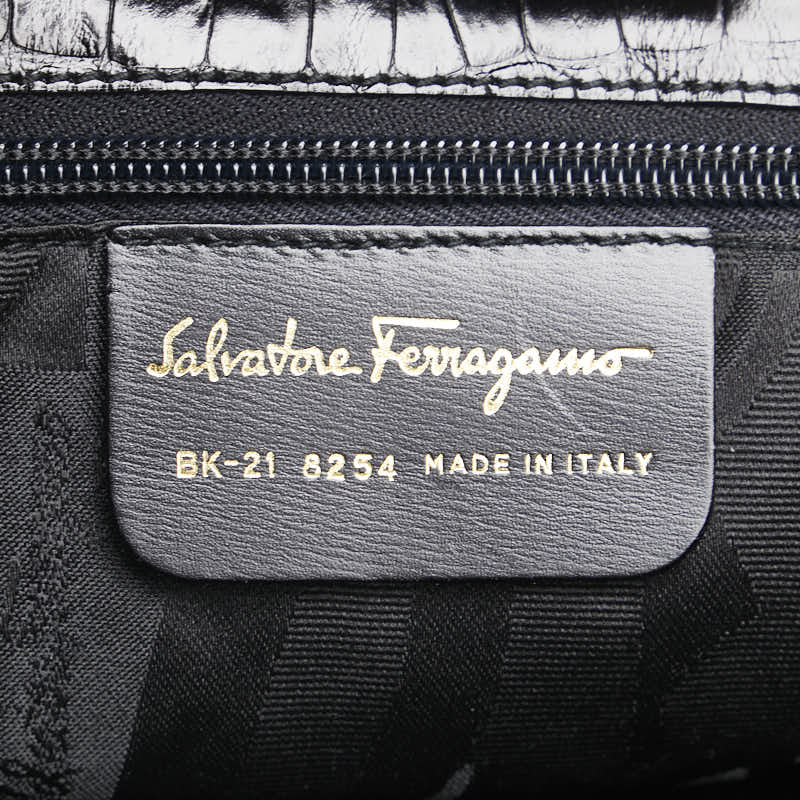 Salvatore Ferragamo
BK-21 8254 MADE IN ITALY